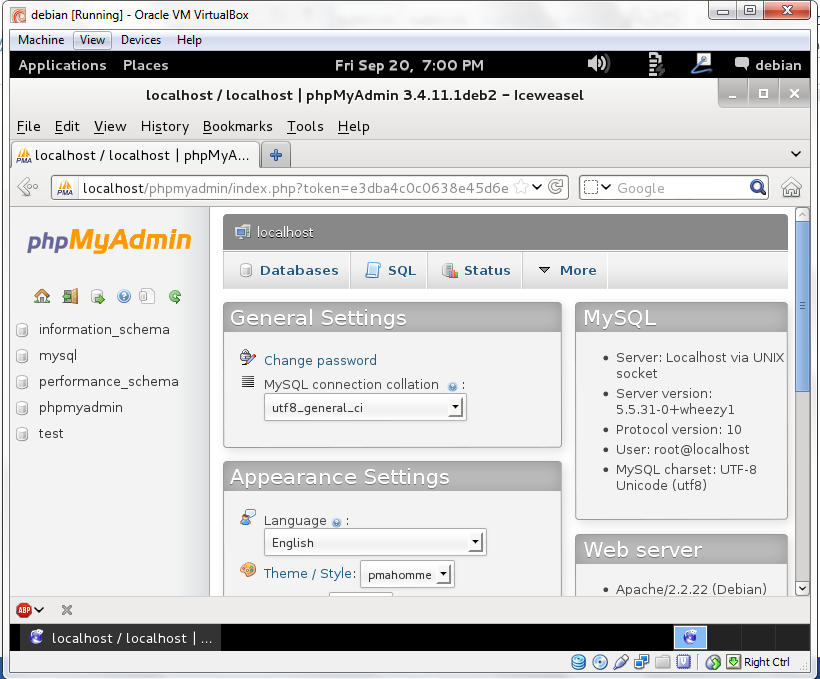 debian [Running] - Oracle VM VirtualBox
Machine View Devices Help
Applications Places Fri Sep 20, 7:00 PM debian
localhost / localhost | phpMyAdmin 3.4.11.1deb2 - Iceweasel
File Edit View History Bookmarks Tools Help
localhost / localhost | phpMyA...
localhost/phpmyadmin/index.php?token=e3dba4c0c0638e45d6e Google
phpMyAdmin
information_schema
mysql
performance_schema
phpmyadmin
test
localhost
Databases SQL Status More
General Settings
Change password
MySQL connection collation :
utf8_general_ci
Appearance Settings
Language :
English
Theme / Style: pmahomme
MySQL
Server: Localhost via UNIX
socket
Server version:
5.5.31-0+wheezy1
Protocol version: 10
User: root@localhost
MySQL charset: UTF-8
Unicode (utf8)
Web server
Apache/2.2.22 (Debian)
ABP
localhost / localhost | ...
Right Ctrl